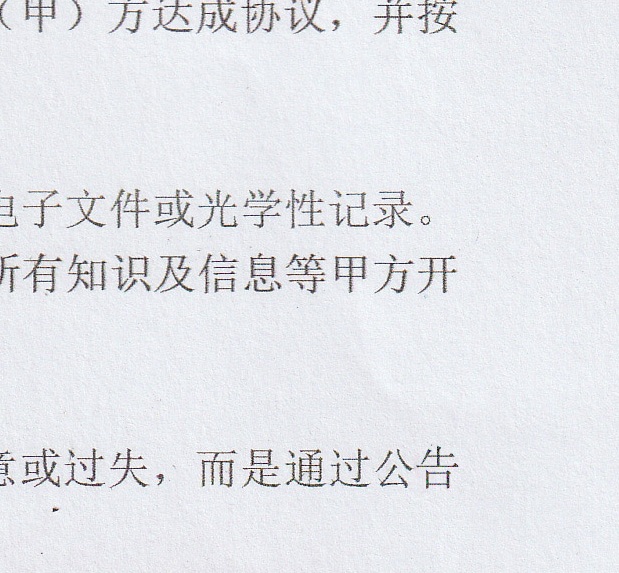 （甲）方达成协议，并按
电子文件或光学性记录。
所有知识及信息等甲方开
意或过失，而是通过公告